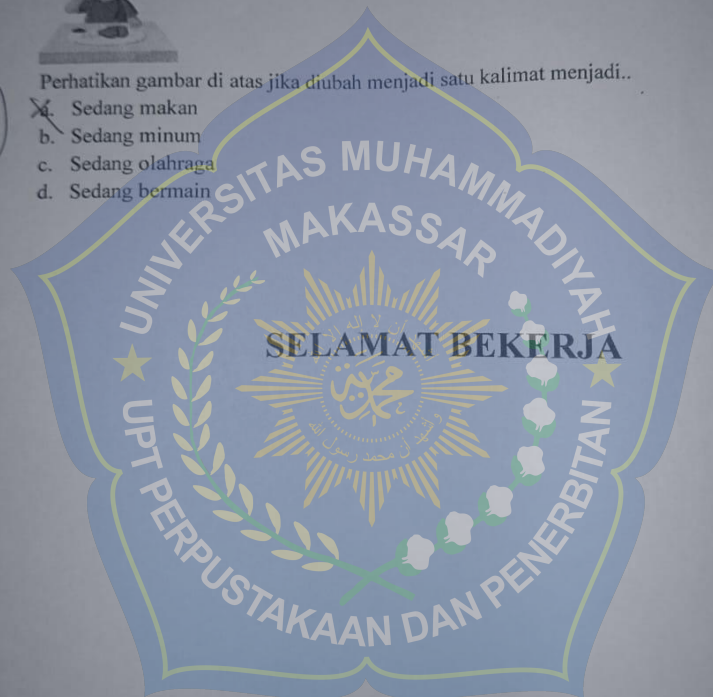 Perhatikan gambar di atas jika diubah menjadi satu kalimat menjadi..
a. Sedang makan
b. Sedang minum
c. Sedang olahraga
d. Sedang bermain
UNIVERSITAS MUHAMMADIYAH
MAKASSAR
SELAMAT BEKERJA
محمدية
UPT PERPUSTAKAAN DAN PENERBITAN